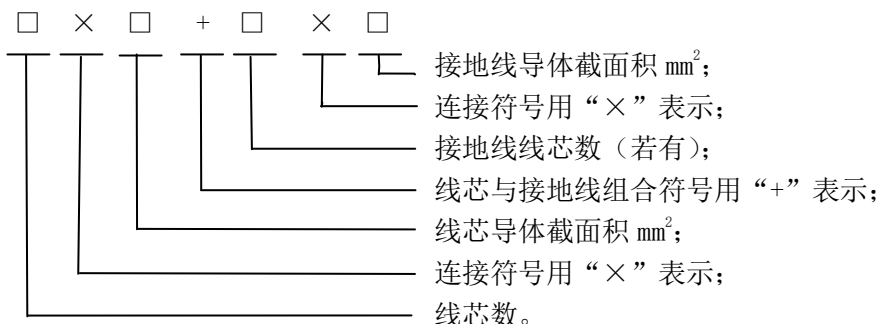 □ × □ + □ × □
接地线导体截面积 mm²；
连接符号用“×”表示；
接地线线芯数（若有）；
线芯与接地线组合符号用“+”表示；
线芯导体截面积 mm²；
连接符号用“×”表示；
线芯数。